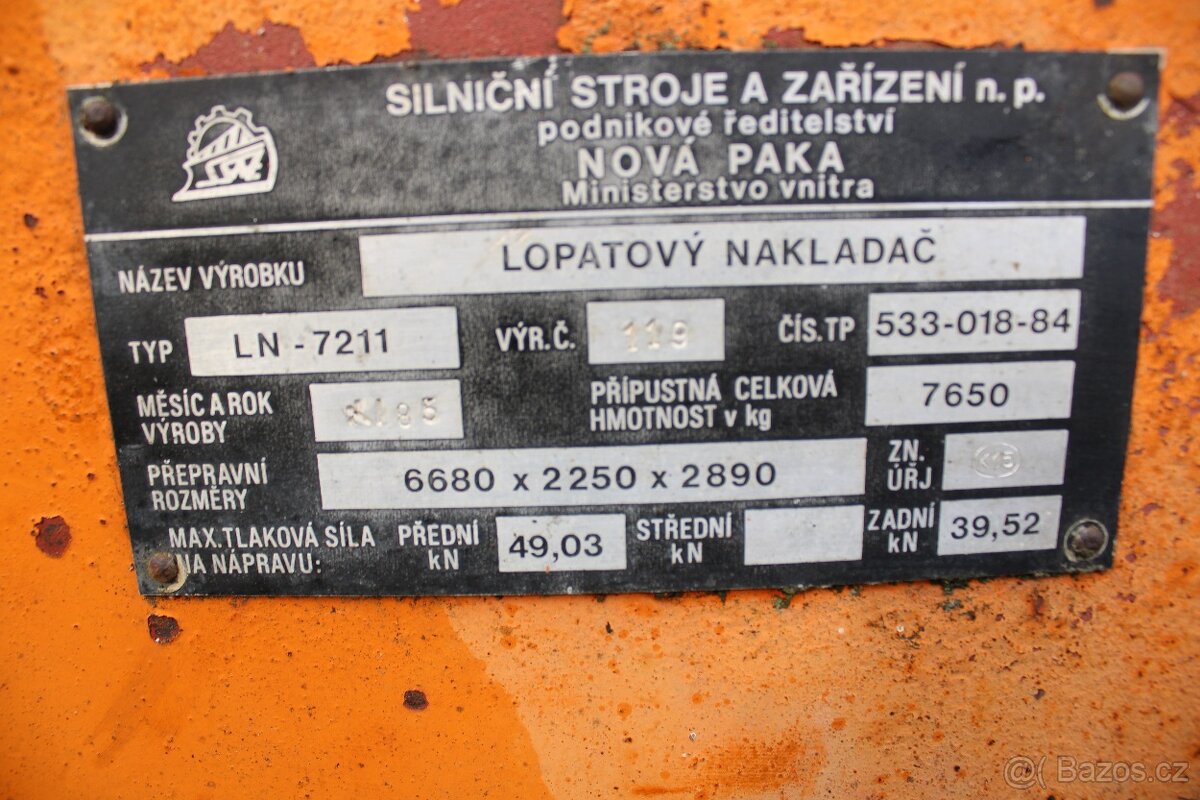 SILNIČNÍ STROJE A ZAŘÍZENÍ n. p.
podnikové ředitelství
NOVÁ PAKA
Ministerstvo vnitra
NÁZEV VÝROBKU LOPATOVÝ NAKLADAČ
TYP LN - 7211 VÝR. Č. 119 ČÍS. TP 533-018-84
MĚSÍC A ROK VÝROBY PŘÍPUSTNÁ CELKOVÁ HMOTNOST v kg 7650
PŘEPRAVNÍ ROZMĚRY 6680 x 2250 x 2890 ZN. ÚŘJ
MAX. TLAKOVÁ SÍLA NA NÁPRAVU: PŘEDNÍ kN 49,03 STŘEDNÍ kN ZADNÍ kN 39,52
Bazos.cz